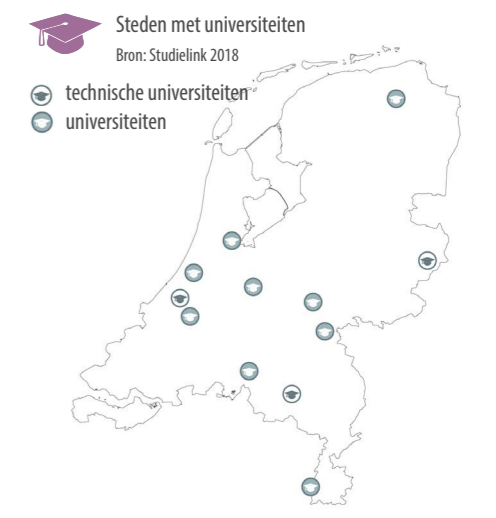 Steden met universiteiten
Bron: Studielink 2018
technische universiteiten
universiteiten